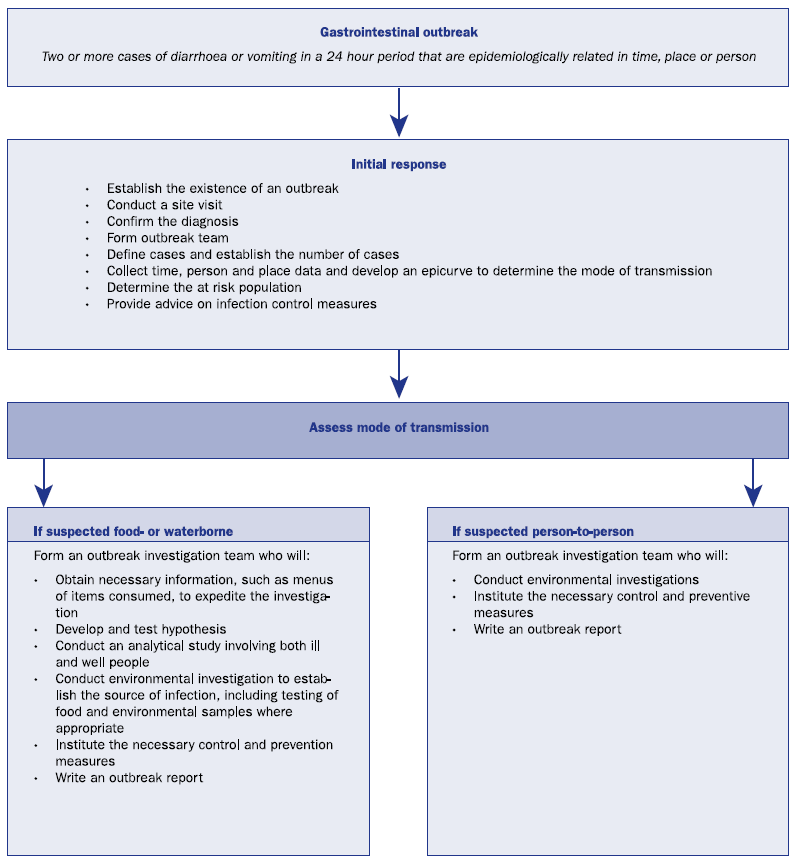 Gastrointestinal outbreak
Two or more cases of diarrhoea or vomiting in a 24 hour period that are epidemiologically related in time, place or person
Initial response
• Establish the existence of an outbreak
• Conduct a site visit
• Confirm the diagnosis
• Form outbreak team
• Define cases and establish the number of cases
• Collect time, person and place data and develop an epicurve to determine the mode of transmission
• Determine the at risk population
• Provide advice on infection control measures
Assess mode of transmission
If suspected food- or waterborne
Form an outbreak investigation team who will:
• Obtain necessary information, such as menus
of items consumed, to expedite the investiga-
tion
• Develop and test hypothesis
• Conduct an analytical study involving both ill
and well people
• Conduct environmental investigation to estab-
lish the source of infection, including testing of
food and environmental samples where
appropriate
• Institute the necessary control and prevention
measures
• Write an outbreak report
If suspected person-to-person
Form an outbreak investigation team who will:
• Conduct environmental investigations
• Institute the necessary control and preventive
measures
• Write an outbreak report